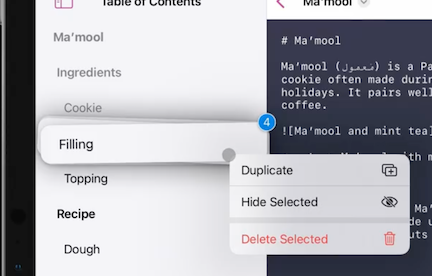 Table of Contents
Ma'mool
Ma'mool
Ingredients
Cookie
4
Filling
Topping
Recipe
Dough
Duplicate
Hide Selected
Delete Selected
# Ma'mool
Ma'mool (معمول) is a Pa
cookie often made durin
holidays. It pairs well
coffee.
![Ma'mool and mint tea]